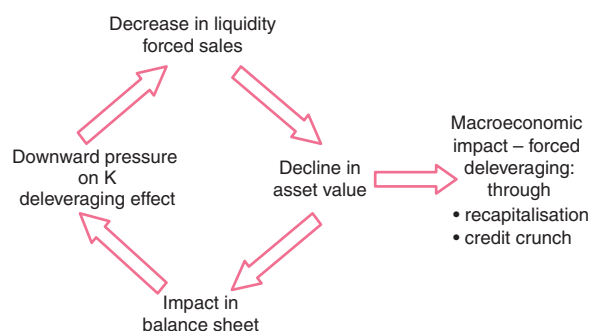 Decrease in liquidity
forced sales
Downward pressure
on K
deleveraging effect
Decline in
asset value
Macroeconomic
impact – forced
deleveraging:
through
• recapitalisation
• credit crunch
Impact in
balance sheet